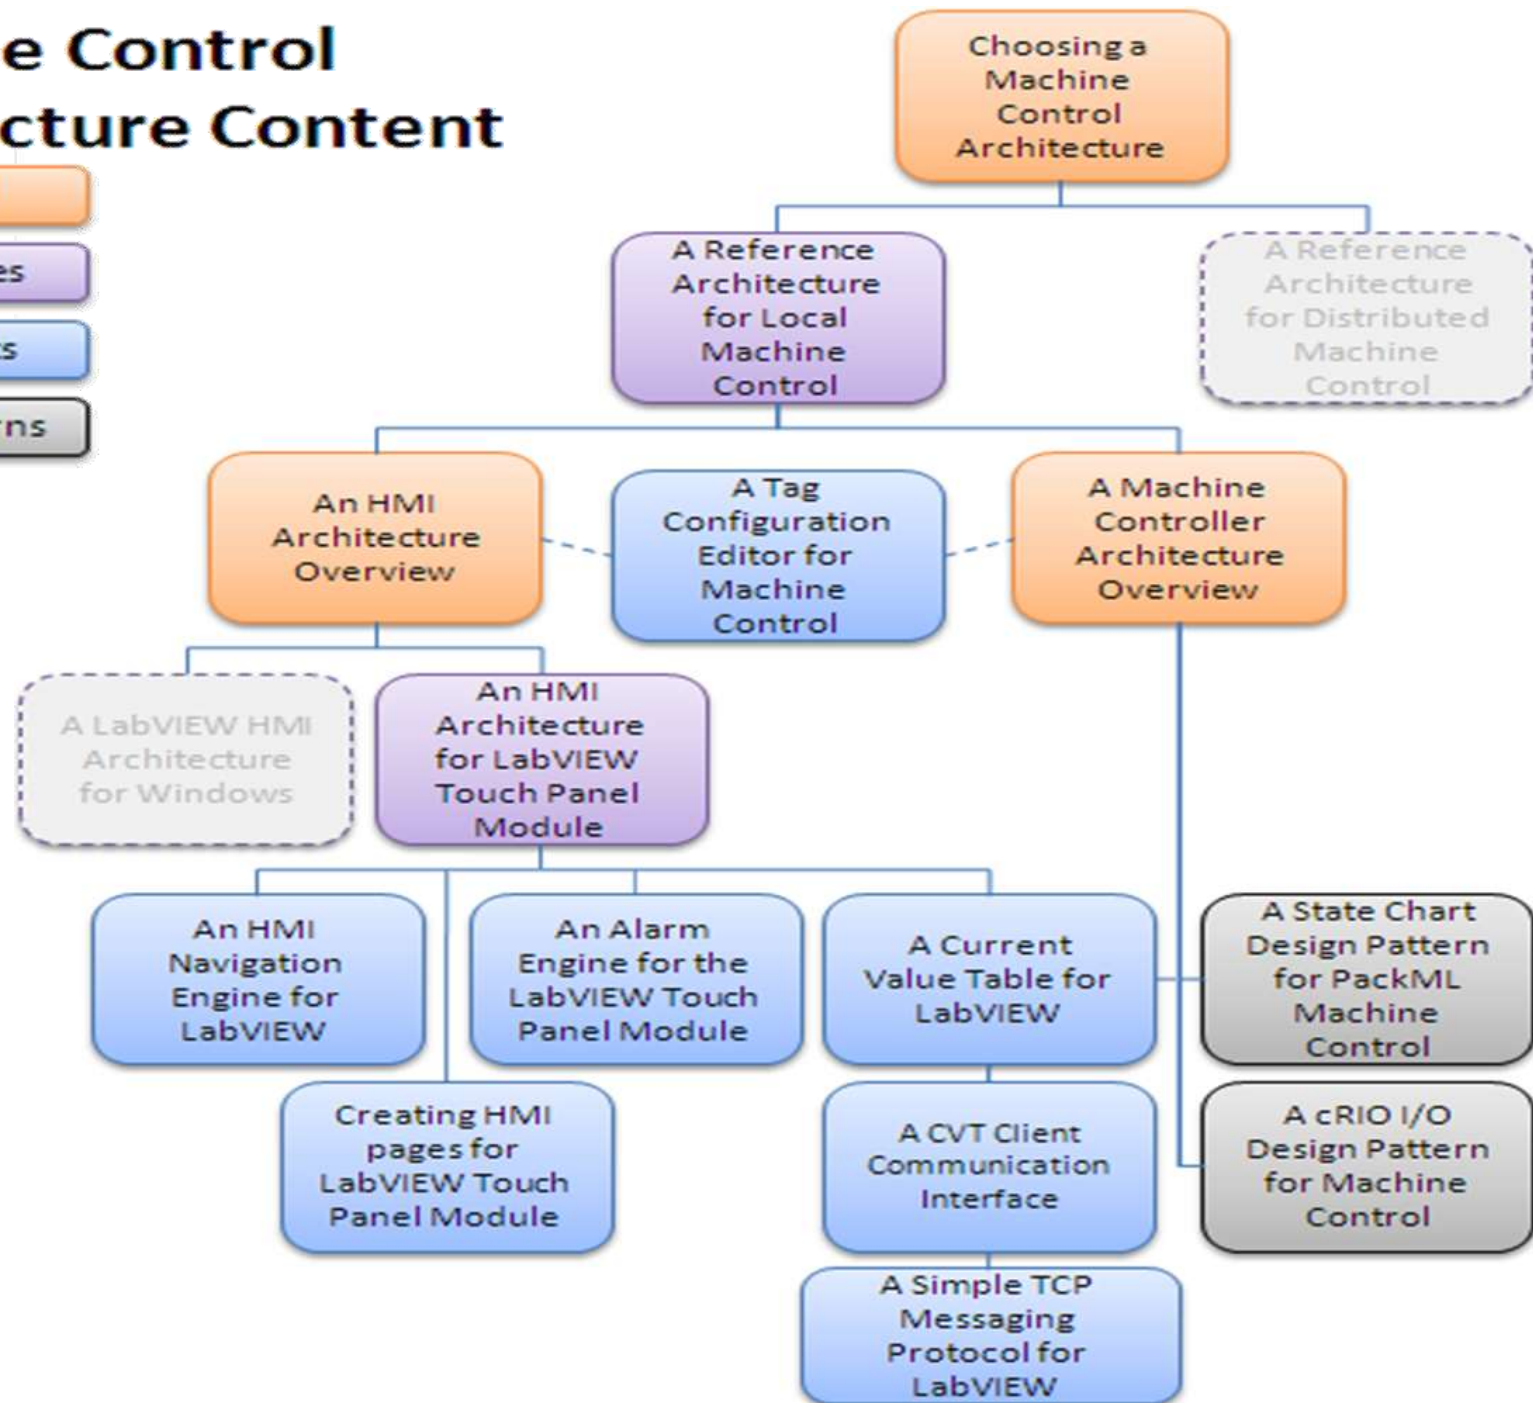 e Control
cture Content
es
s
rns
Choosing a
Machine
Control
Architecture
A Reference
Architecture
for Local
Machine
Control
A Reference
Architecture
for Distributed
Machine
Control
An HMI
Architecture
Overview
A Tag
Configuration
Editor for
Machine
Control
A Machine
Controller
Architecture
Overview
A LabVIEW HMI
Architecture
for Windows
An HMI
Architecture
for LabVIEW
Touch Panel
Module
An HMI
Navigation
Engine for
LabVIEW
An Alarm
Engine for the
LabVIEW Touch
Panel Module
A Current
Value Table for
LabVIEW
A State Chart
Design Pattern
for PackML
Machine
Control
Creating HMI
pages for
LabVIEW Touch
Panel Module
A CVT Client
Communication
Interface
A cRIO I/O
Design Pattern
for Machine
Control
A Simple TCP
Messaging
Protocol for
LabVIEW